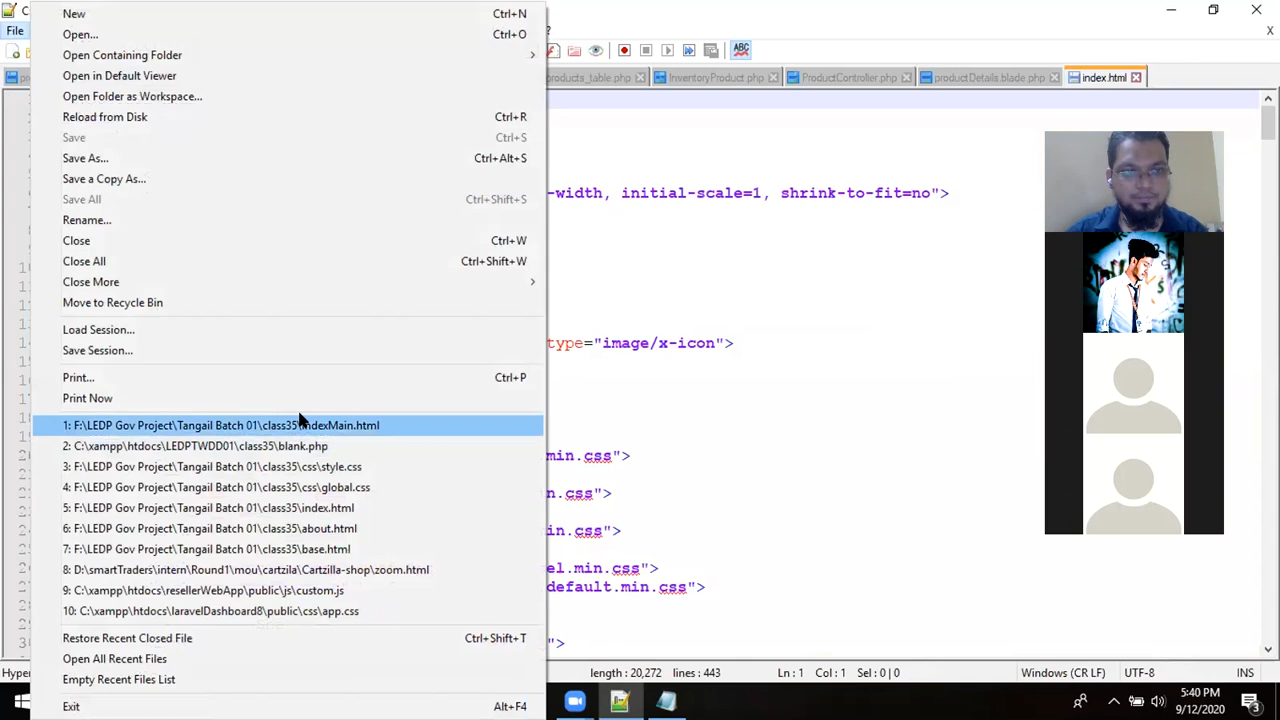 File
New Ctrl+N
Open... Ctrl+O
Open Containing Folder
Open in Default Viewer
Open Folder as Workspace...
Reload from Disk Ctrl+R
Save Ctrl+S
Save As... Ctrl+Alt+S
Save a Copy As...
Save All Ctrl+Shift+S
Rename...
Close Ctrl+W
Close All Ctrl+Shift+W
Close More
Move to Recycle Bin
Load Session...
Save Session...
Print... Ctrl+P
Print Now
1: F:\LEDP Gov Project\Tangail Batch 01\class35\indexMain.html
2: C:\xampp\htdocs\LEDPTWDD01\class35\blank.php
3: F:\LEDP Gov Project\Tangail Batch 01\class35\css\style.css
4: F:\LEDP Gov Project\Tangail Batch 01\class35\css\global.css
5: F:\LEDP Gov Project\Tangail Batch 01\class35\index.html
6: F:\LEDP Gov Project\Tangail Batch 01\class35\about.html
7: F:\LEDP Gov Project\Tangail Batch 01\class35\base.html
8: D:\smartTraders\intern\Round1\mou\cartzila\Cartzilla-shop\zoom.html
9: C:\xampp\htdocs\resellerWebApp\public\js\custom.js
10: C:\xampp\htdocs\laravelDashboard8\public\css\app.css
Restore Recent Closed File Ctrl+Shift+T
Open All Recent Files
Empty Recent Files List
Exit Alt+F4
? X
ABC
products_table.php InventoryProduct.php ProductController.php productDetails.blade.php index.html
-width, initial-scale=1, shrink-to-fit=no">
type="image/x-icon">
min.css">
n.css">
in.css">
el.min.css">
default.min.css">
">
length : 20,272 lines : 443 Ln : 1 Col : 1 Sel : 0 | 0 Windows (CR LF) UTF-8 INS
5:40 PM
9/12/2020
3